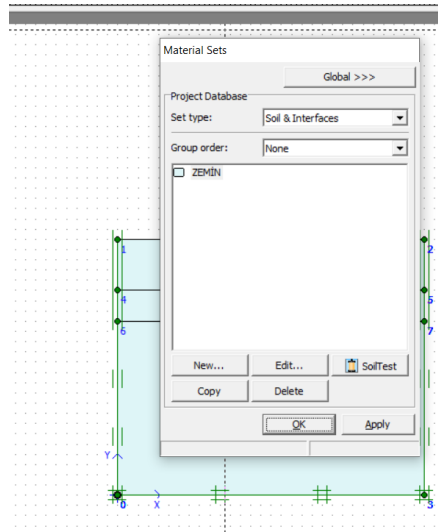 Material Sets
Global >>>
Project Database
Set type: Soil & Interfaces
Group order: None
ZEMİN
1
2
4
5
6
7
New... Edit... SoilTest
Copy Delete
OK Apply
Y
0 X 3